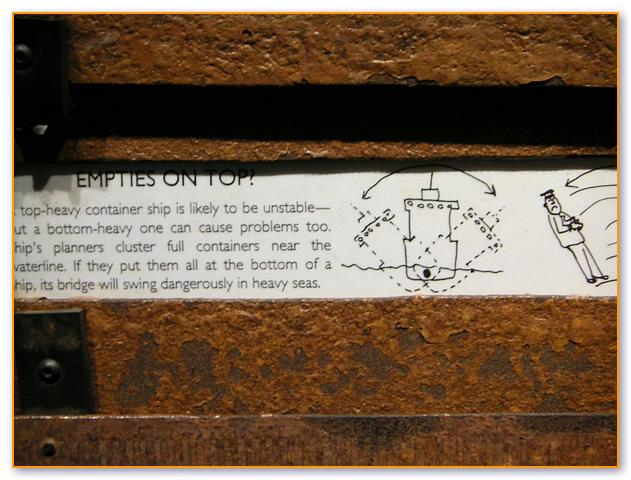 EMPTIES ON TOP?
top-heavy container ship is likely to be unstable—
ut a bottom-heavy one can cause problems too.
hip's planners cluster full containers near the
waterline. If they put them all at the bottom of a
hip, its bridge will swing dangerously in heavy seas.